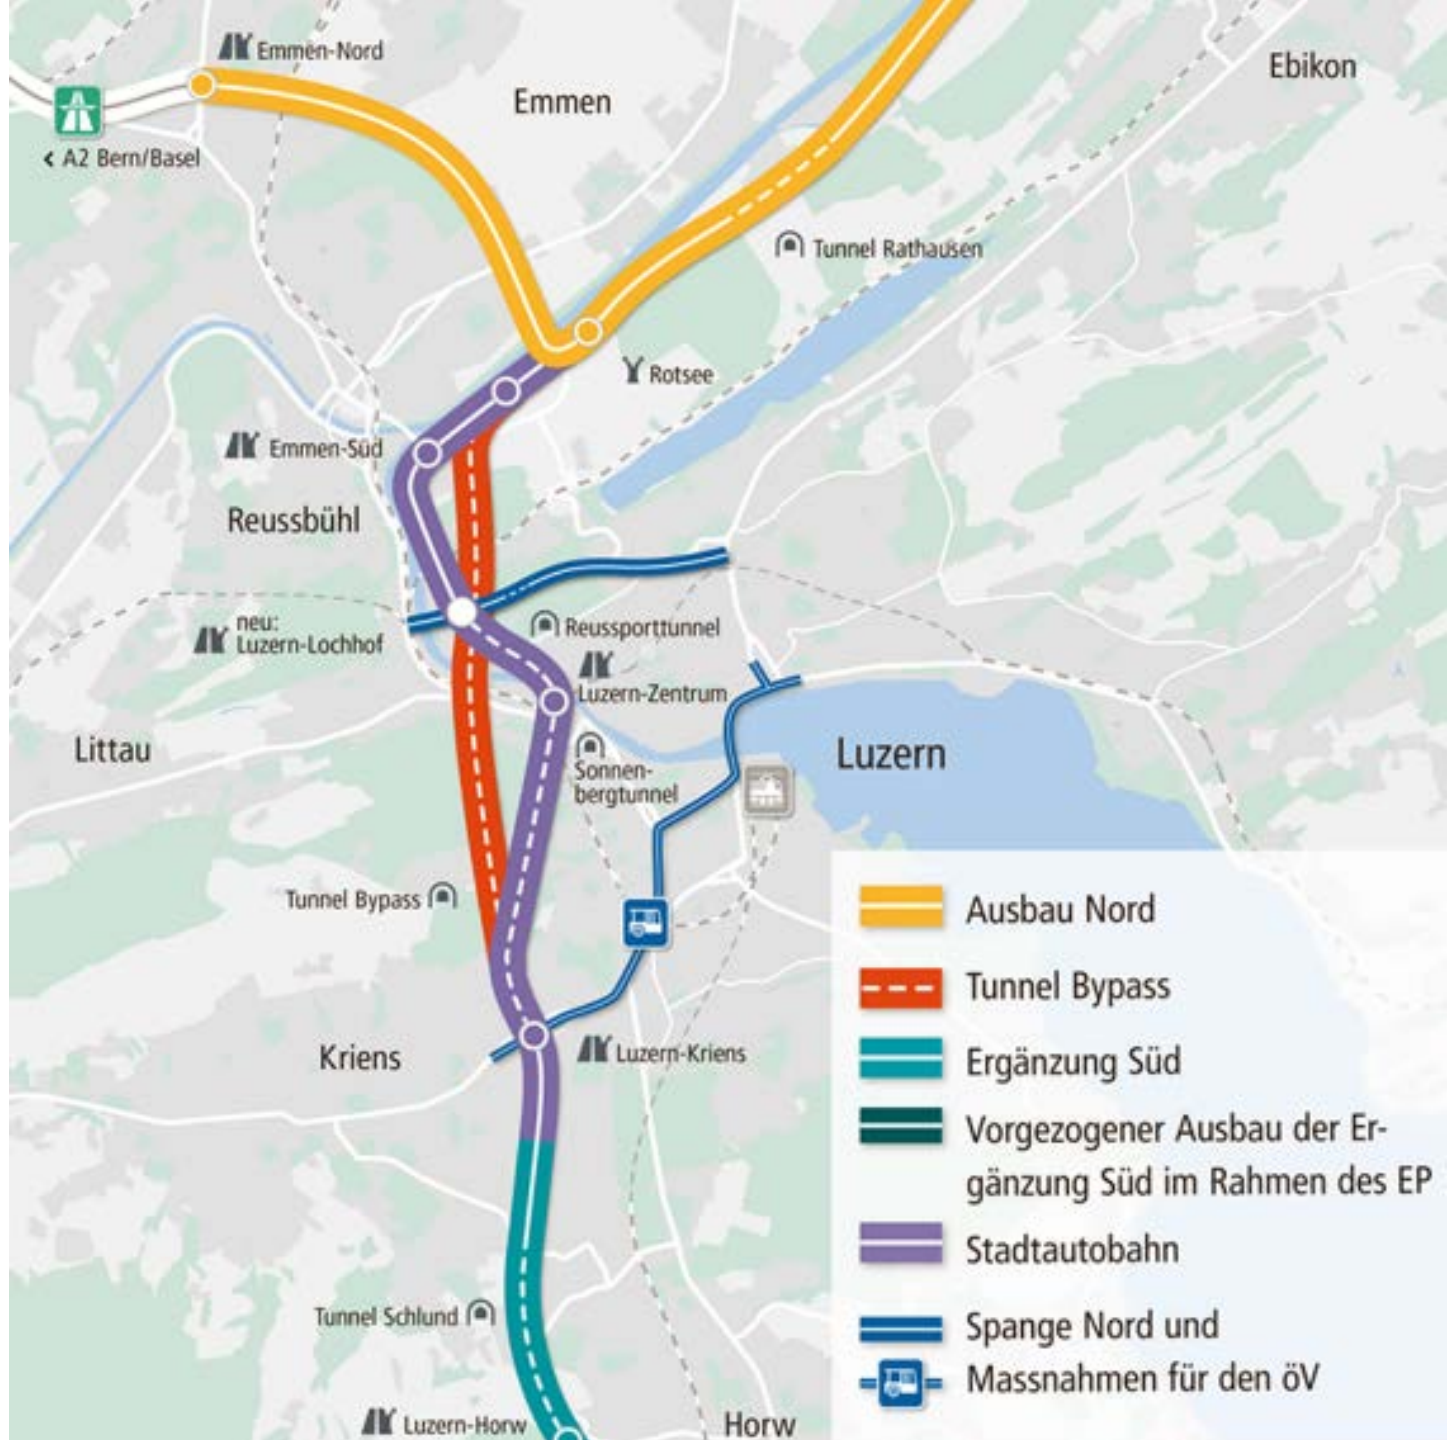 Emmen-Nord
Ebikon
Emmen
< A2 Bern/Basel
Tunnel Rathausen
Rotsee
Emmen-Süd
Reussbühl
neu:
Luzern-Lochhof
Reussporttunnel
Luzern-Zentrum
Littau
Luzern
Sonnen-
bergtunnel
Tunnel Bypass
Kriens
Luzern-Kriens
Tunnel Schlund
Luzern-Horw
Horw
Ausbau Nord
Tunnel Bypass
Ergänzung Süd
Vorgezogener Ausbau der Er-
gänzung Süd im Rahmen des EP
Stadtautobahn
Spange Nord und
Massnahmen für den öV